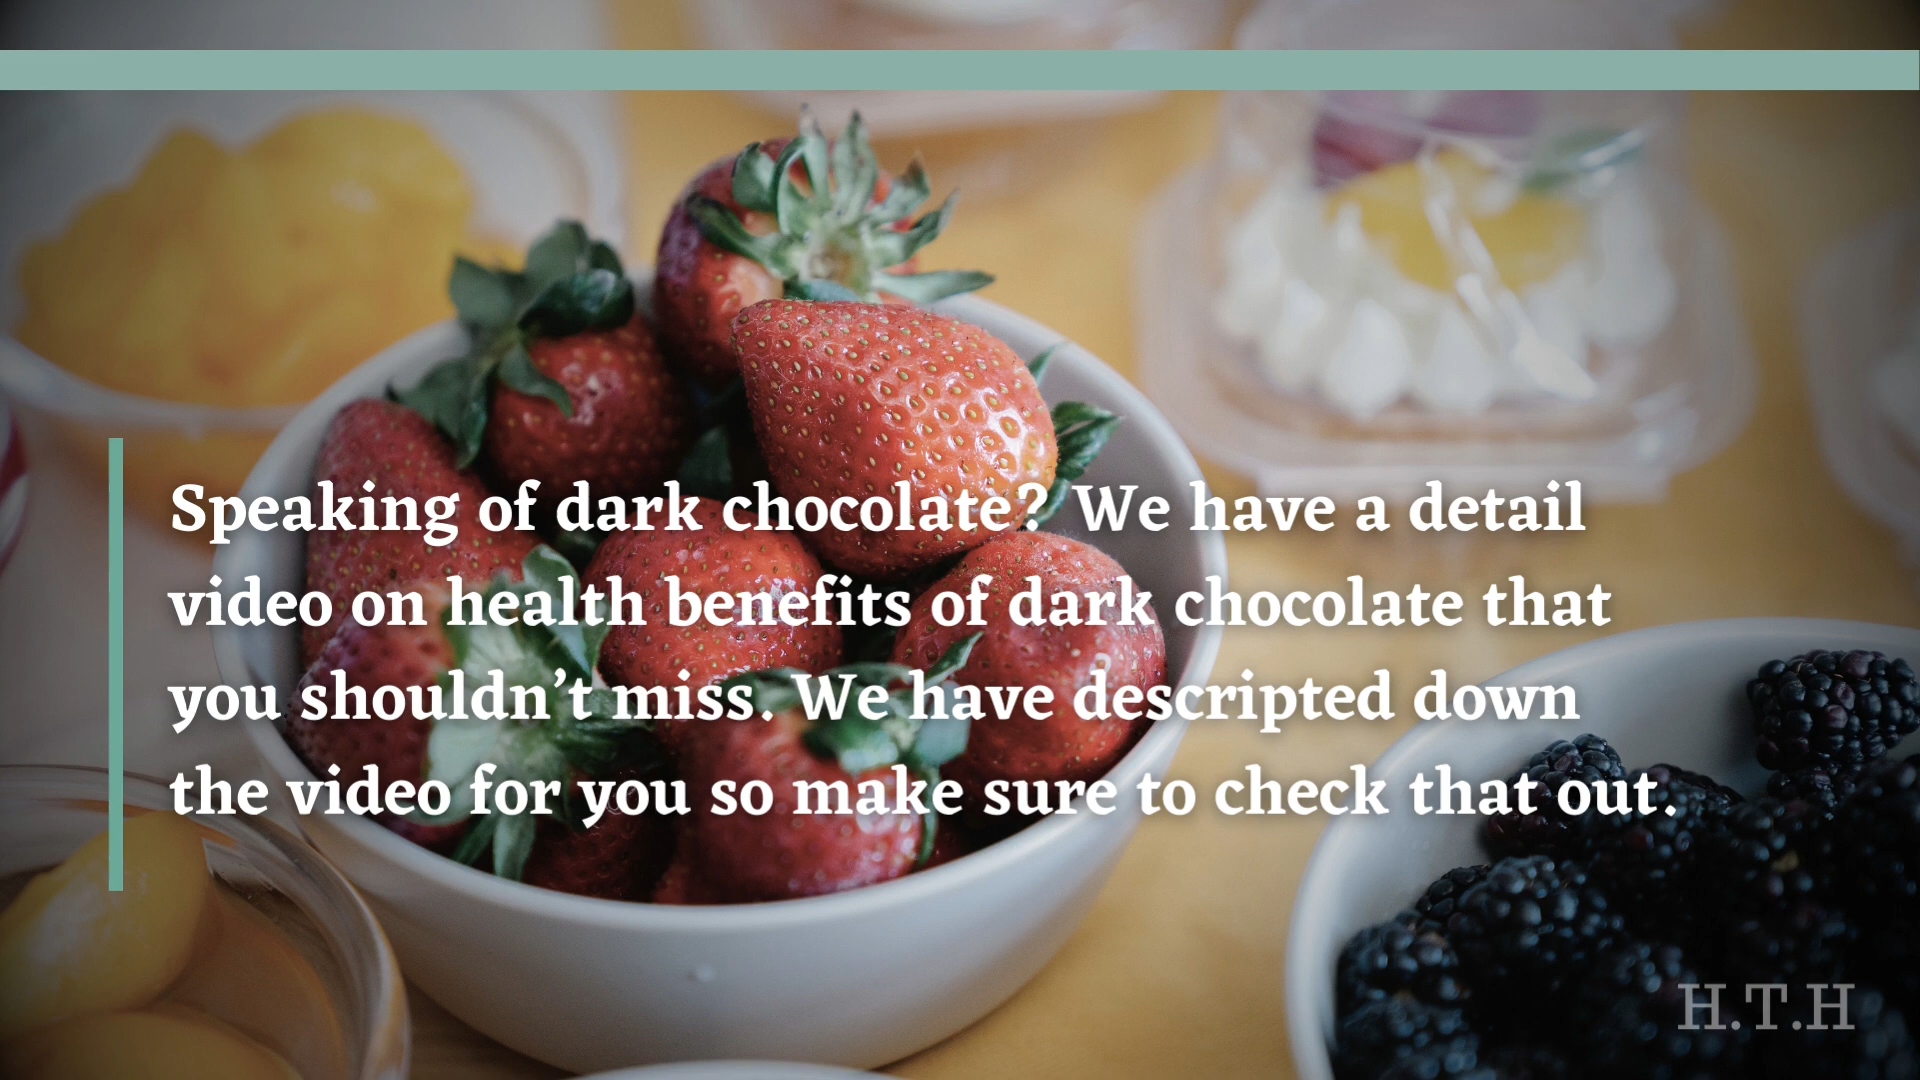 Speaking of dark chocolate? We have a detail
video on health benefits of dark chocolate that
you shouldn’t miss. We have descripted down
the video for you so make sure to check that out.
H.T.H